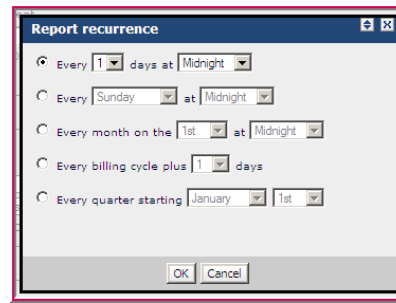 Report recurrence
Every 1 days at Midnight
Every Sunday at Midnight
Every month on the 1st at Midnight
Every billing cycle plus 1 days
Every quarter starting January 1st
OK Cancel